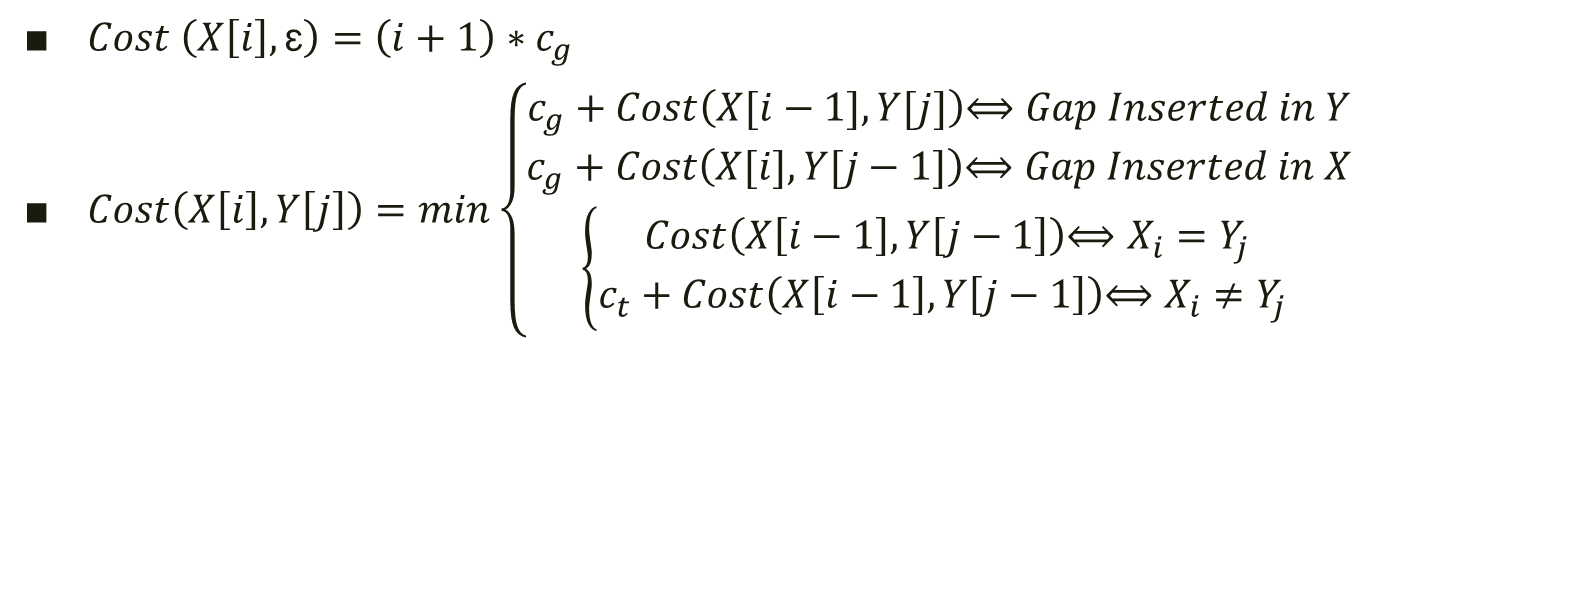 ▪ Cost (X[i], ε) = (i + 1) * c_g
c_g + Cost(X[i − 1], Y[j]) ⟺ Gap Inserted in Y
c_g + Cost(X[i], Y[j − 1]) ⟺ Gap Inserted in X
▪ Cost(X[i], Y[j]) = min
Cost(X[i − 1], Y[j − 1]) ⟺ X_i = Y_j
c_t + Cost(X[i − 1], Y[j − 1]) ⟺ X_i ≠ Y_j